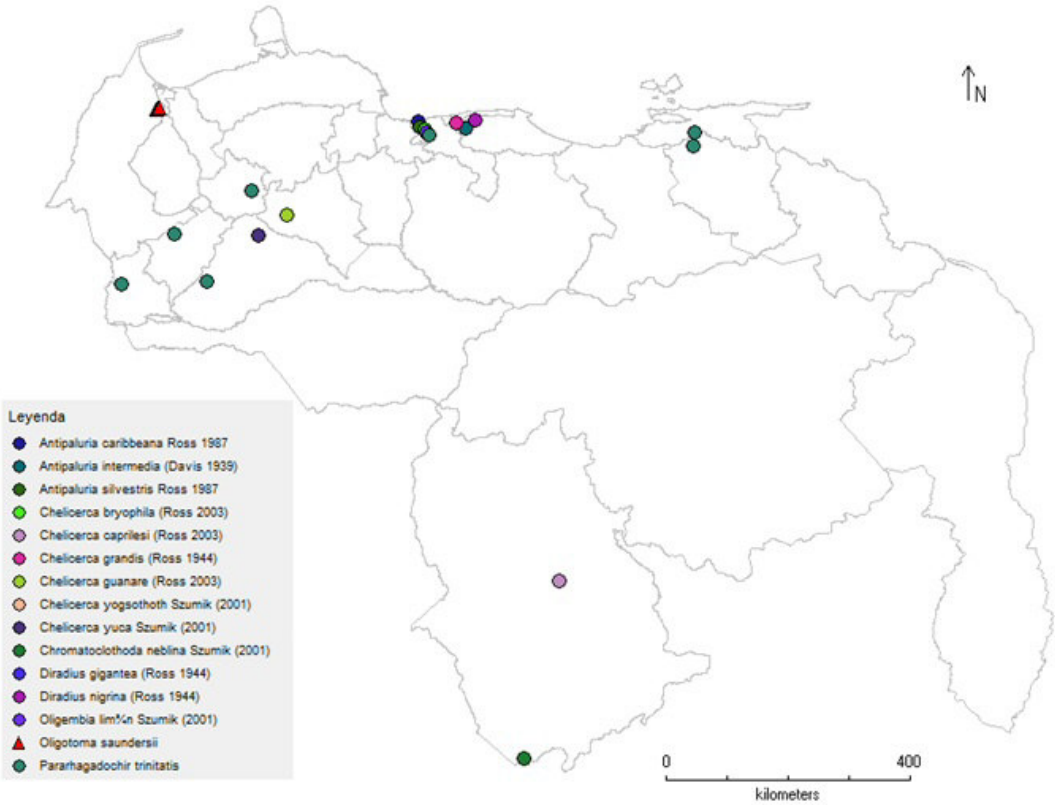 N
Leyenda
Antipaluria caribbeana Ross 1987
Antipaluria intermedia (Davis 1939)
Antipaluria silvestris Ross 1987
Chelicerca bryophila (Ross 2003)
Chelicerca caprilesi (Ross 2003)
Chelicerca grandis (Ross 1944)
Chelicerca guanare (Ross 2003)
Chelicerca yogsothoth Szumik (2001)
Chelicerca yuca Szumik (2001)
Chromatoclothoda neblina Szumik (2001)
Diradius gigantea (Ross 1944)
Diradius nigrina (Ross 1944)
Oligembia lim¾n Szumik (2001)
Oligotoma saundersii
Pararhagadochir trinitatis
0 400
kilometers